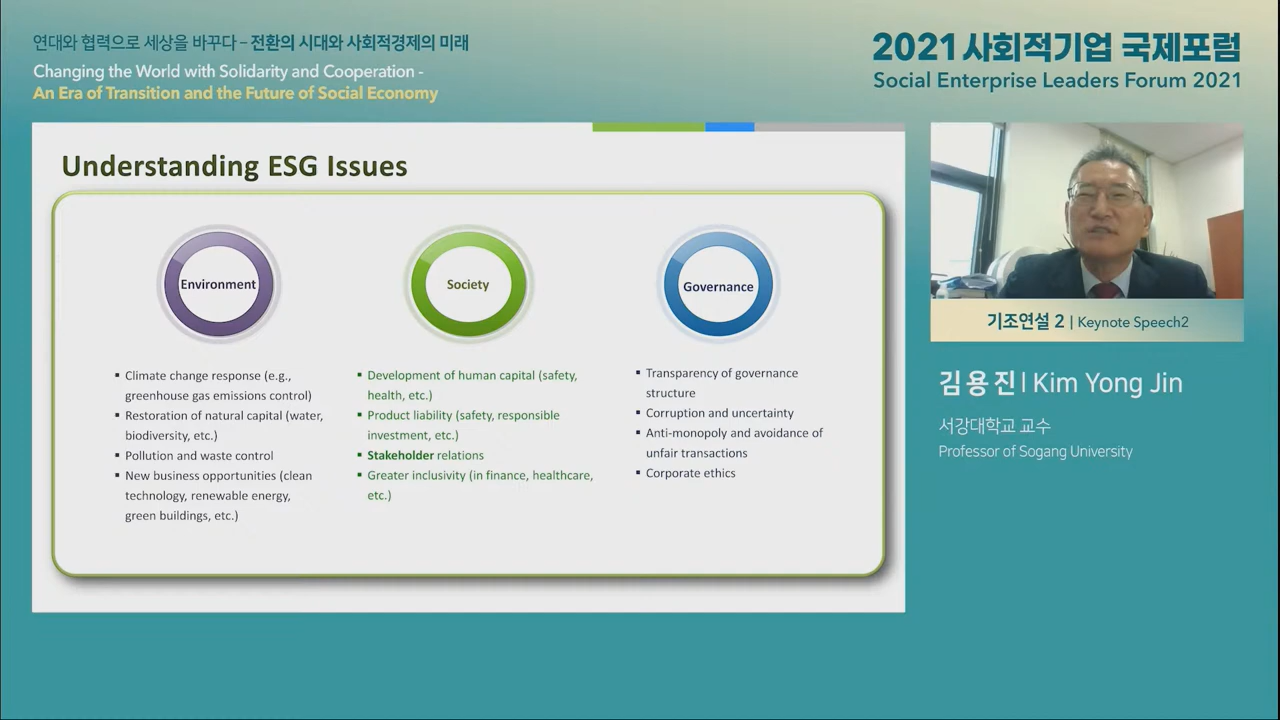 연대와 협력으로 세상을 바꾸다 – 전환의 시대와 사회적경제의 미래
Changing the World with Solidarity and Cooperation -
An Era of Transition and the Future of Social Economy
2021 사회적기업 국제포럼
Social Enterprise Leaders Forum 2021
Understanding ESG Issues
Environment
▪ Climate change response (e.g.,
greenhouse gas emissions control)
▪ Restoration of natural capital (water,
biodiversity, etc.)
▪ Pollution and waste control
▪ New business opportunities (clean
technology, renewable energy,
green buildings, etc.)
Society
▪ Development of human capital (safety,
health, etc.)
▪ Product liability (safety, responsible
investment, etc.)
▪ Stakeholder relations
▪ Greater inclusivity (in finance, healthcare,
etc.)
Governance
▪ Transparency of governance
structure
▪ Corruption and uncertainty
▪ Anti-monopoly and avoidance of
unfair transactions
▪ Corporate ethics
기조연설 2 | Keynote Speech2
김용진 | Kim Yong Jin
서강대학교 교수
Professor of Sogang University